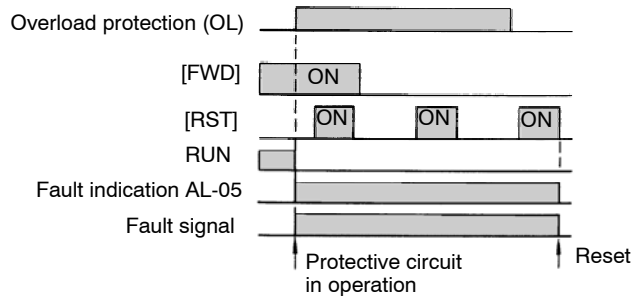 Overload protection (OL)
[FWD]
ON
[RST]
ON
ON
ON
RUN
Fault indication AL-05
Fault signal
Protective circuit
in operation
Reset